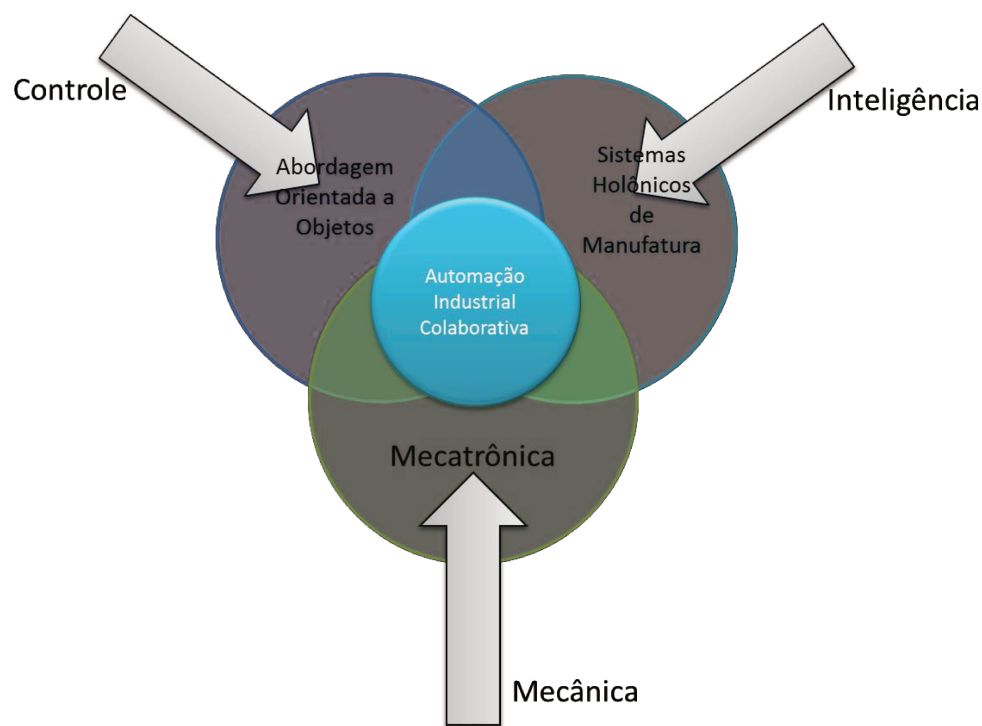 Controle
Inteligência
Abordagem
Orientada a
Objetos
Sistemas
Holônicos
de
Manufatura
Automação
Industrial
Colaborativa
Mecatrônica
Mecânica